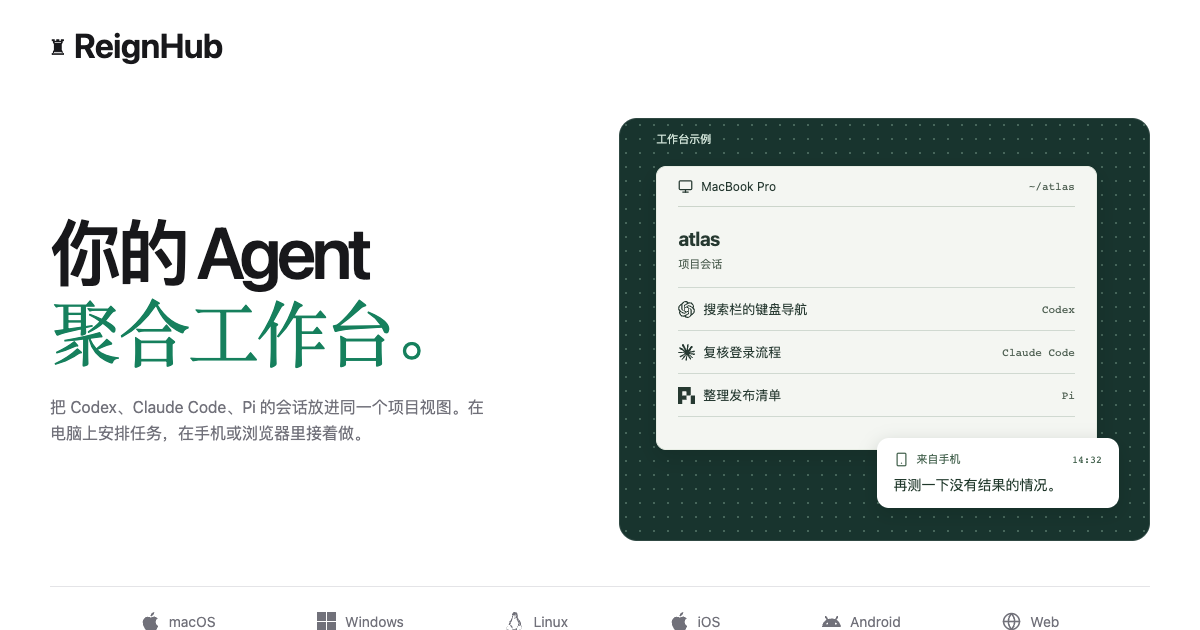 ReignHub
你的 Agent
聚合工作台。
把 Codex、Claude Code、Pi 的会话放进同一个项目视图。在
电脑上安排任务，在手机或浏览器里接着做。
工作台示例
MacBook Pro ~/atlas
atlas
项目会话
搜索栏的键盘导航 Codex
复核登录流程 Claude Code
整理发布清单 Pi
来自手机 14:32
再测一下没有结果的情况。
macOS Windows Linux iOS Android Web